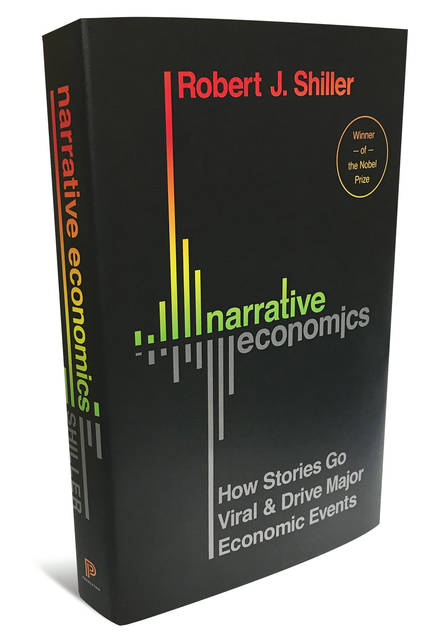 Robert J. Shiller
Winner
— of —
the Nobel
Prize
narrative
economics
How Stories Go
Viral & Drive Major
Economic Events
narrative economics
SHILLER